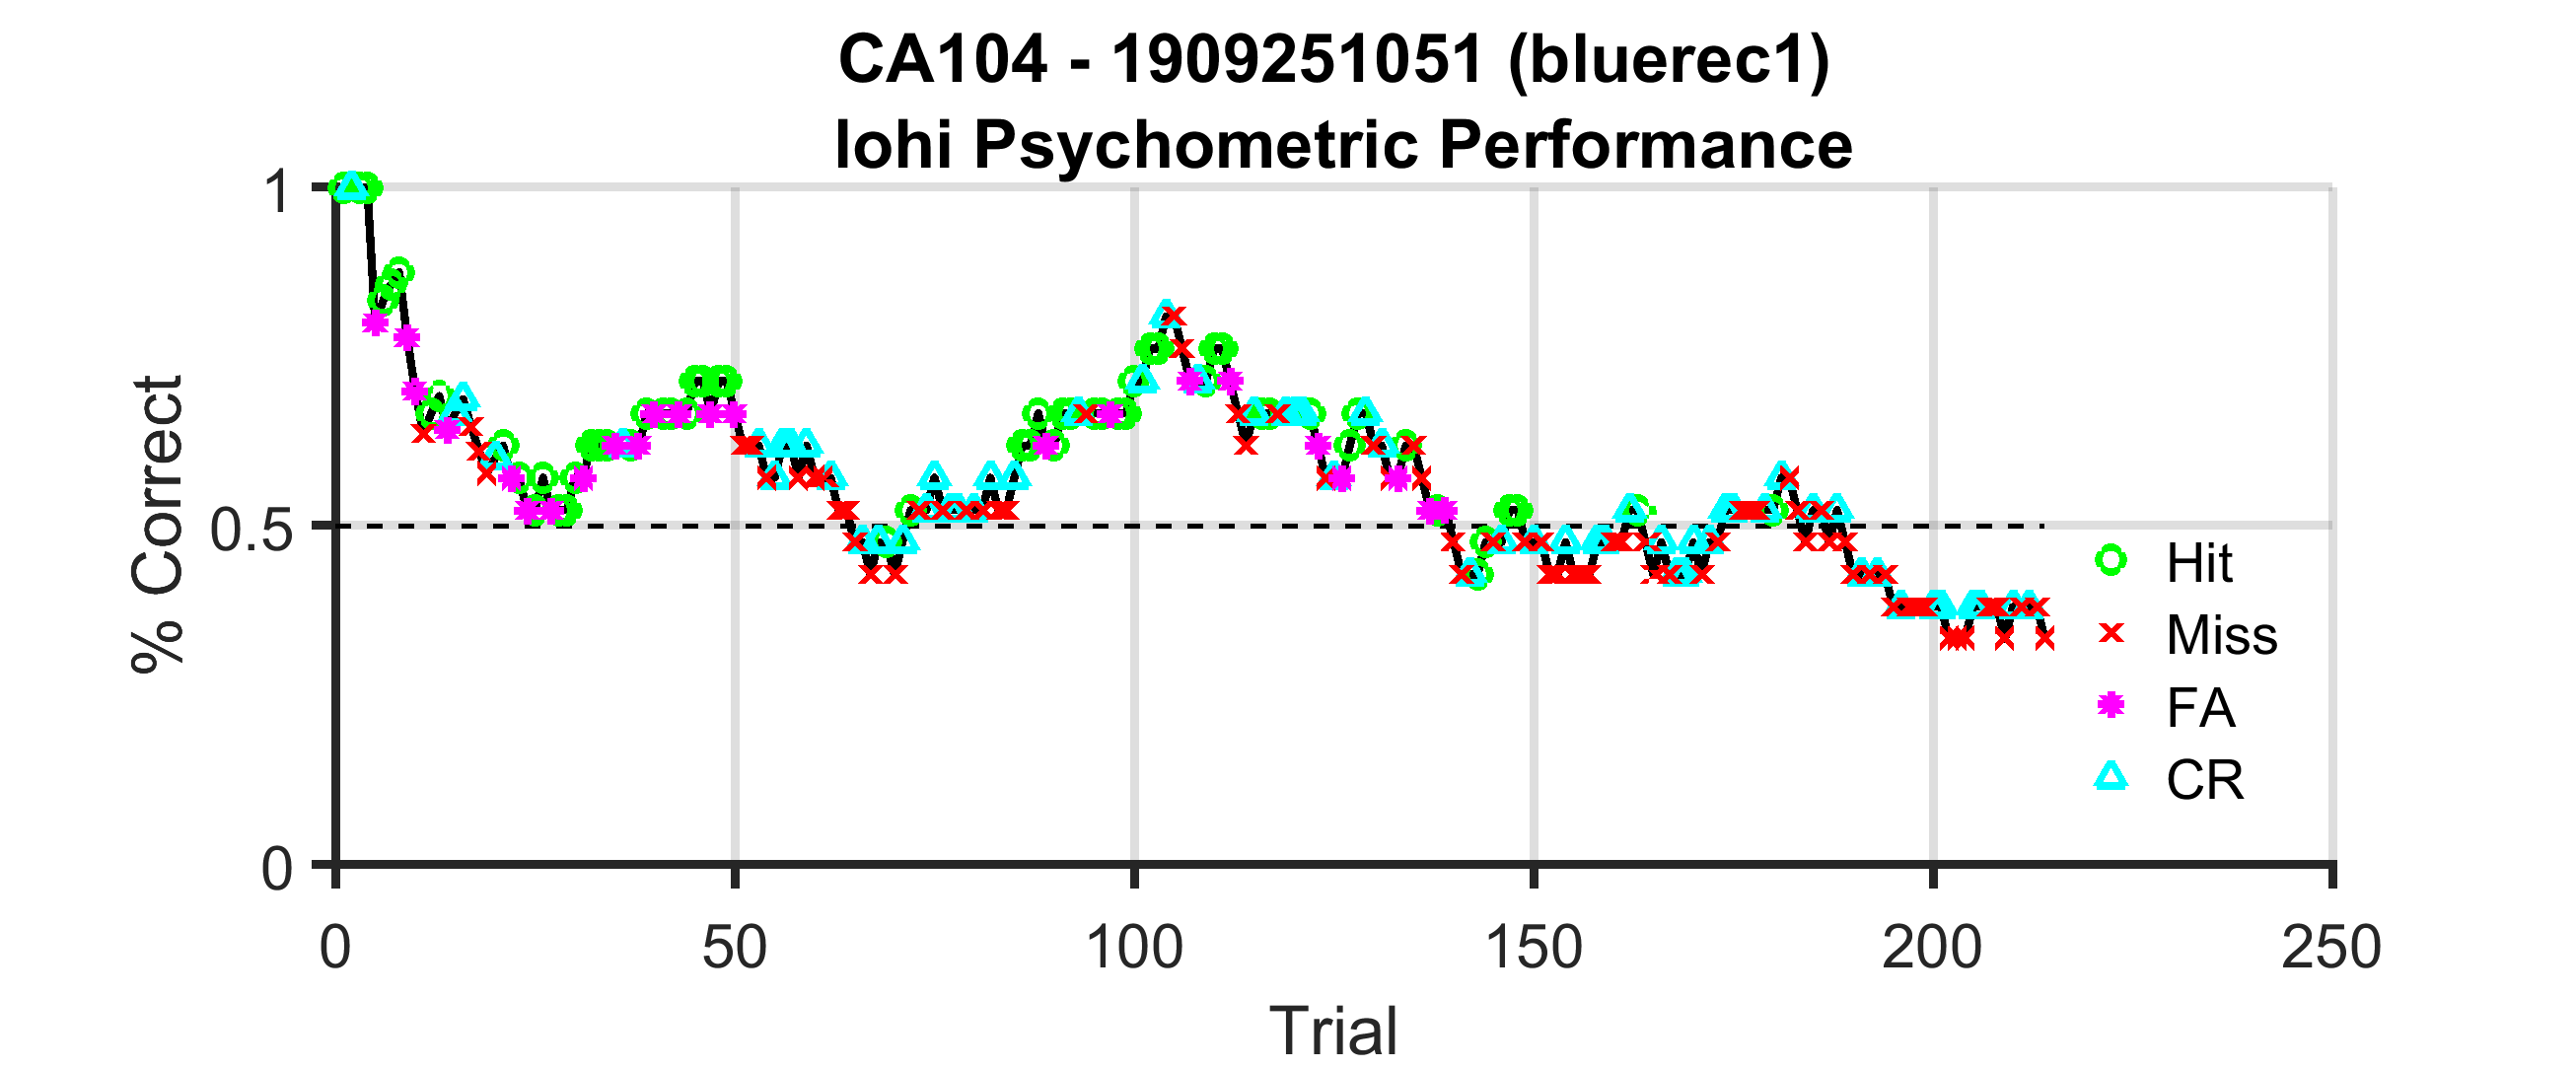 CA104 - 1909251051 (bluerec1)
lohi Psychometric Performance
1
0.5
0
% Correct
Hit
Miss
FA
CR
0 50 100 150 200 250
Trial